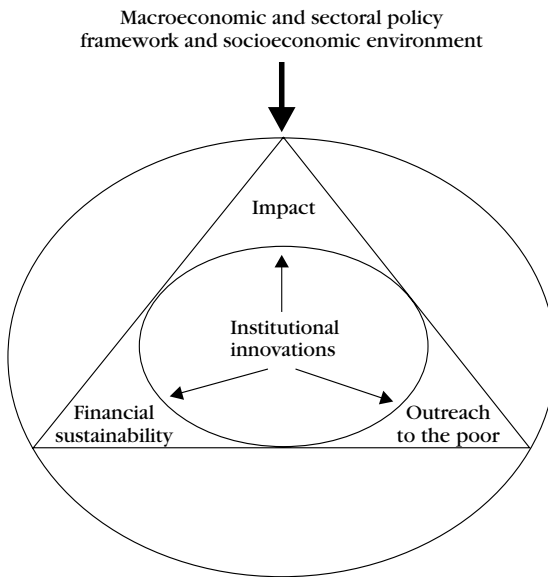 Macroeconomic and sectoral policy
framework and socioeconomic environment
Impact
Institutional
innovations
Financial
sustainability
Outreach
to the poor